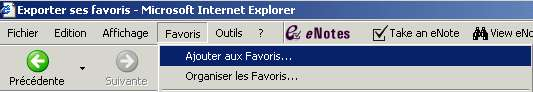 Exporter ses favoris - Microsoft Internet Explorer
Fichier Edition Affichage Favoris Outils ? eNotes Take an eNote View eNo
Ajouter aux Favoris...
Organiser les Favoris...
Précédente Suivante